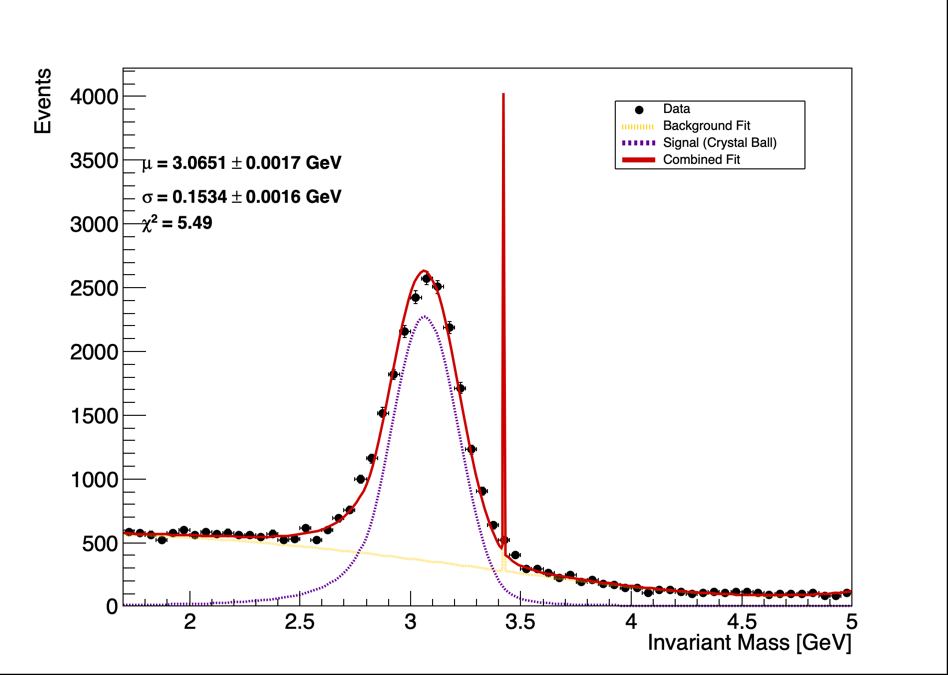 Events
4000
3500
3000
2500
2000
1500
1000
500
0
μ = 3.0651 ± 0.0017 GeV
σ = 0.1534 ± 0.0016 GeV
χ² = 5.49
Data
Background Fit
Signal (Crystal Ball)
Combined Fit
2 2.5 3 3.5 4 4.5 5
Invariant Mass [GeV]